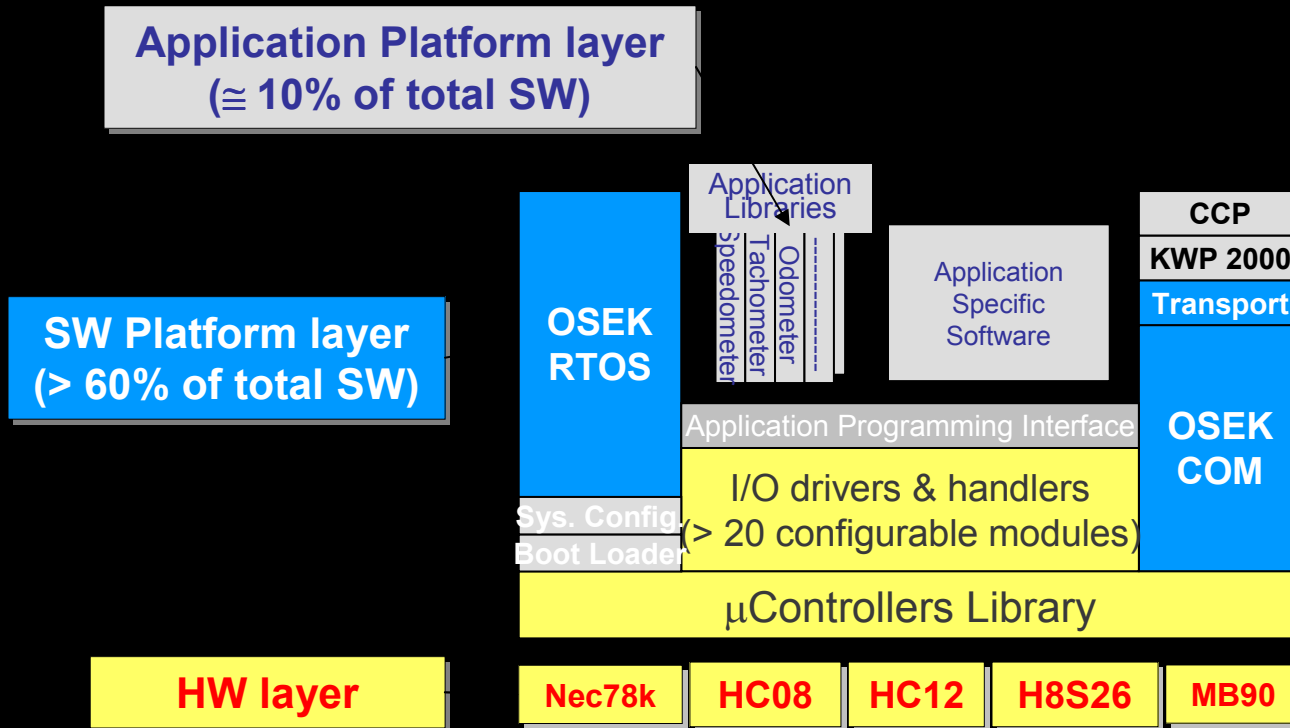 Application Platform layer
(≅ 10% of total SW)
Application
Libraries
Speedometer
Tachometer
Odometer
----------------
Application
Specific
Software
CCP
KWP 2000
Transport
OSEK
RTOS
SW Platform layer
(> 60% of total SW)
Application Programming Interface
OSEK
COM
I/O drivers & handlers
(> 20 configurable modules)
Sys. Config.
Boot Loader
μControllers Library
HW layer
Nec78k
HC08
HC12
H8S26
MB90